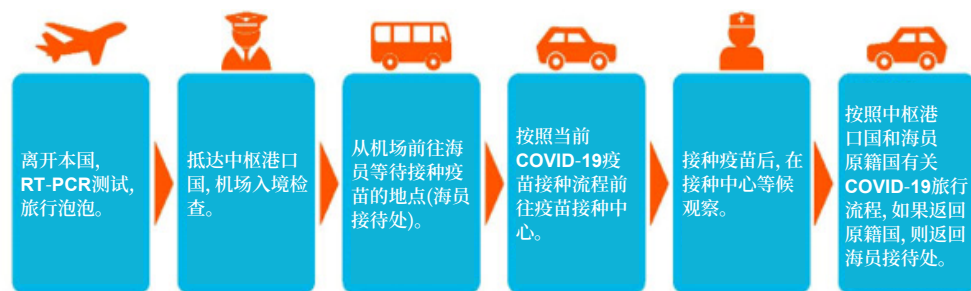 离开本国,
RT-PCR测试,
旅行泡泡。
抵达中枢港口
国, 机场入境检
查。
从机场前往海
员等待接种疫
苗的地点(海员
接待处)。
按照当前
COVID-19疫
苗接种流程前
往疫苗接种中
心。
接种疫苗后, 在
接种中心等候
观察。
按照中枢港
口国和海员
原籍国有关
COVID-19旅行
流程, 如果返回
原籍国, 则返回
海员接待处。